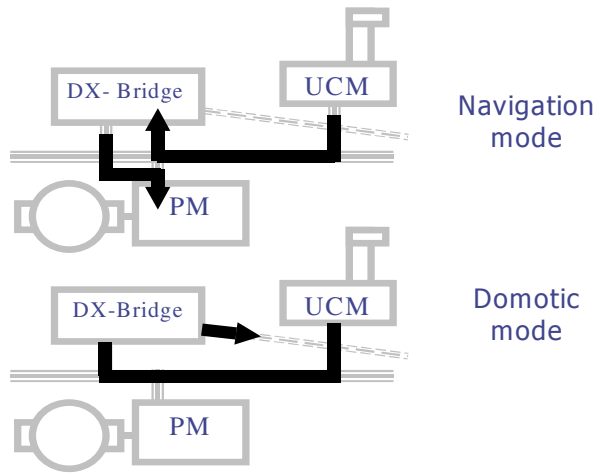 DX- Bridge
UCM
Navigation
mode
PM
DX-Bridge
UCM
Domotic
mode
PM